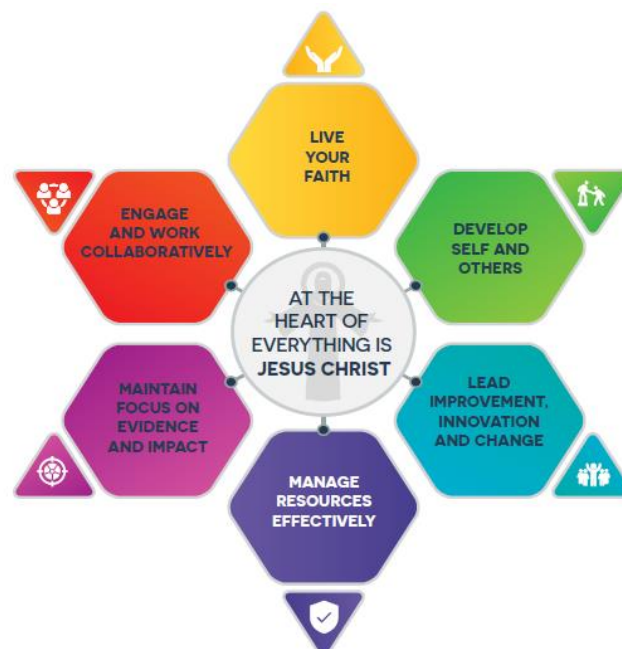 LIVE
YOUR
FAITH
ENGAGE
AND WORK
COLLABORATIVELY
DEVELOP
SELF AND
OTHERS
AT THE
HEART OF
EVERYTHING IS
JESUS CHRIST
MAINTAIN
FOCUS ON
EVIDENCE
AND IMPACT
LEAD
IMPROVEMENT,
INNOVATION
AND CHANGE
MANAGE
RESOURCES
EFFECTIVELY